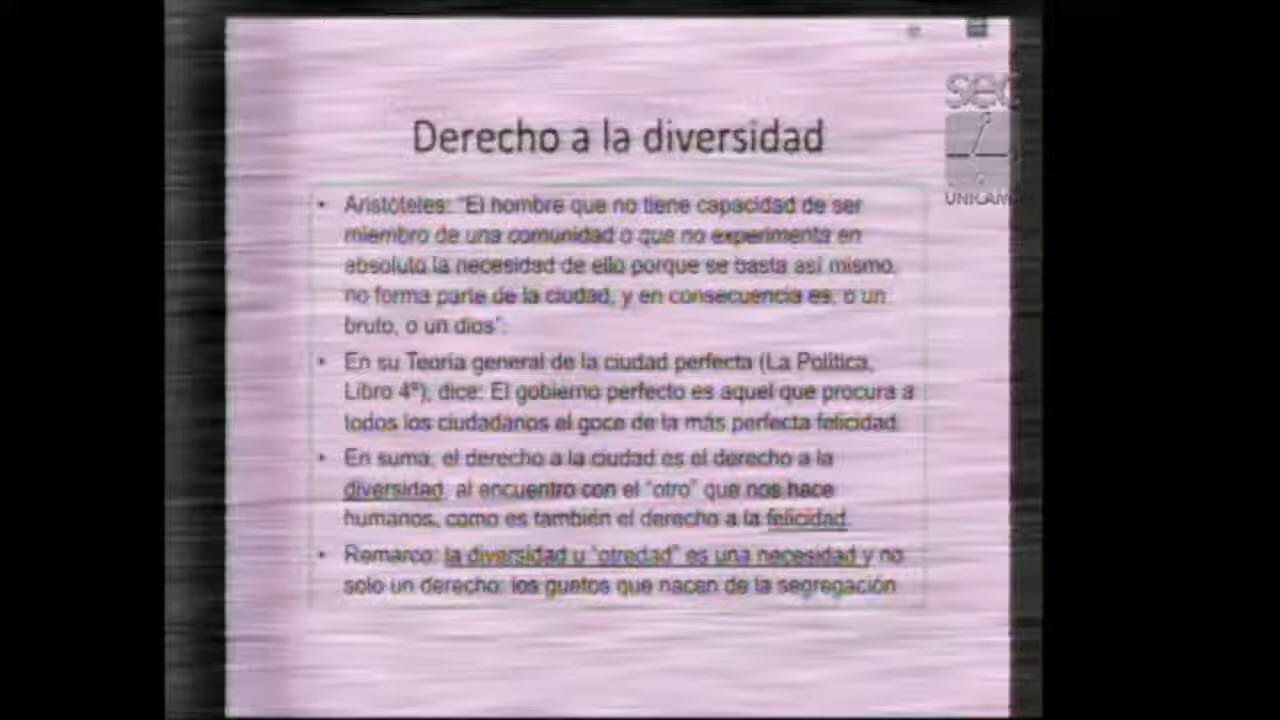 Derecho a la diversidad
UNICAM
• Aristóteles: "El hombre que no tiene capacidad de ser
miembro de una comunidad o que no experimenta en
absoluto la necesidad de ello porque se basta así mismo,
no forma parte de la ciudad, y en consecuencia es, o un
bruto, o un dios".
• En su Teoría general de la ciudad perfecta (La Política,
Libro 4º), dice: El gobierno perfecto es aquel que procura a
todos los ciudadanos el goce de la más perfecta felicidad.
• En suma, el derecho a la ciudad es el derecho a la
diversidad, al encuentro con el "otro" que nos hace
humanos, como es también el derecho a la felicidad.
• Remarco: la diversidad u "otredad" es una necesidad y no
solo un derecho: los guetos que nacen de la segregación